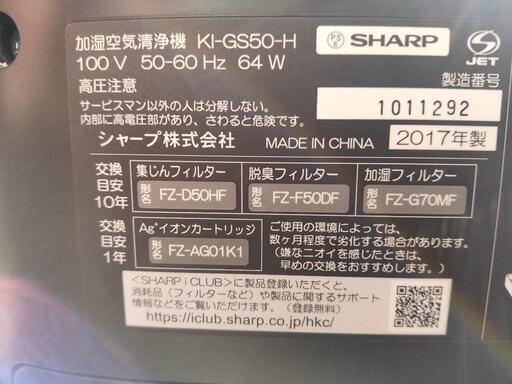 加湿空気清浄機 KI-GS50-H
PS
E
SHARP
JET
100 V 50-60 Hz 64 W
高圧注意
製造番号
サービスマン以外の人は分解しない。
内部に高電圧部があり、さわると危険です。
1011292
シャープ株式会社 MADE IN CHINA 2017年製
交換目安10年
集じんフィルター
形名 FZ-D50HF
脱臭フィルター
形名 FZ-F50DF
加湿フィルター
形名 FZ-G70MF
交換目安1年
Ag⁺イオンカートリッジ
形名 FZ-AG01K1
ご使用の環境によっては、
数ヶ月程度で劣化する場合があります。
嫌なニオイを感じたときは、
早めの交換をおすすめします。
<SHARP i CLUB>に製品登録いただくと、
消耗品(フィルターなど)や製品に関するサポート
情報などをご覧いただけます。(登録無料)
https://iclub.sharp.co.jp/hkc/